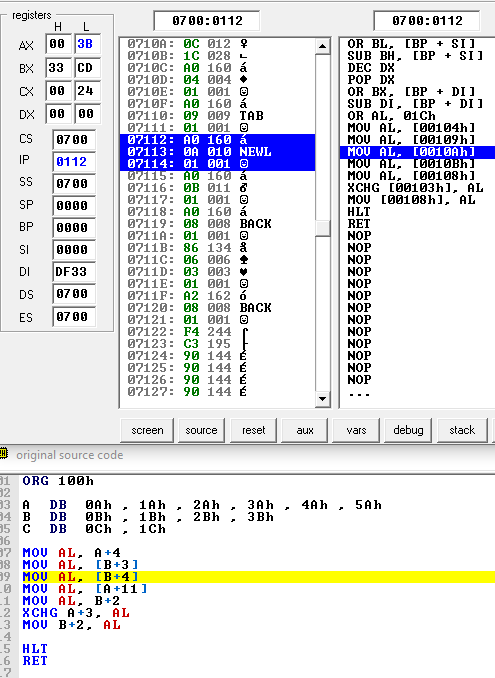 registers
H L
AX 00 3B
BX 33 CD
CX 00 24
DX 00 00
CS 0700
IP 0112
SS 0700
SP 0000
BP 0000
SI 0000
DI DF33
DS 0700
ES 0700
0700:0112
0710A: 0C 012 ♀
0710B: 1C 028 ∟
0710C: A0 160 á
0710D: 04 004 ♦
0710E: 01 001 ☺
0710F: A0 160 á
07110: 09 009 TAB
07111: 01 001 ☺
07112: A0 160 á
07113: 0A 010 NEWL
07114: 01 001 ☺
07115: A0 160 á
07116: 0B 011 ♂
07117: 01 001 ☺
07118: A0 160 á
07119: 08 008 BACK
0711A: 01 001 ☺
0711B: 86 134 å
0711C: 06 006 ♠
0711D: 03 003 ♥
0711E: 01 001 ☺
0711F: A2 162 ó
07120: 08 008 BACK
07121: 01 001 ☺
07122: F4 244 ⌠
07123: C3 195 ├
07124: 90 144 É
07125: 90 144 É
07126: 90 144 É
07127: 90 144 É
0700:0112
OR BL, [BP + SI]
SUB BH, [BP + SI]
DEC DX
POP DX
OR BX, [BP + DI]
SUB DI, [BP + DI]
OR AL, 01Ch
MOV AL, [00104h]
MOV AL, [00109h]
MOV AL, [0010Ah]
MOV AL, [0010Bh]
MOV AL, [00108h]
XCHG [00103h], AL
MOV [00108h], AL
HLT
RET
NOP
NOP
NOP
NOP
NOP
NOP
NOP
NOP
NOP
NOP
NOP
NOP
NOP
...
screen source reset aux vars debug stack
original source code
01 ORG 100h
02
03 A DB 0Ah , 1Ah , 2Ah , 3Ah , 4Ah , 5Ah
04 B DB 0Bh , 1Bh , 2Bh , 3Bh
05 C DB 0Ch , 1Ch
06
07 MOV AL, A+4
08 MOV AL, [B+3]
09 MOV AL, [B+4]
10 MOV AL, [A+11]
11 MOV AL, B+2
12 XCHG A+3, AL
13 MOV B+2, AL
14
15 HLT
16 RET
17